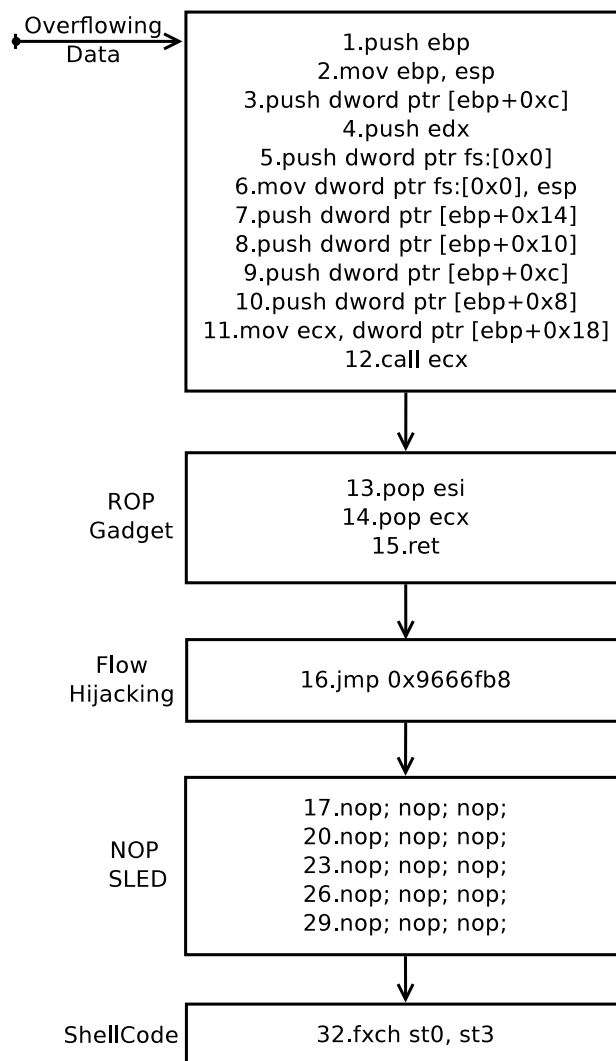 Overflowing
Data
1.push ebp
2.mov ebp, esp
3.push dword ptr [ebp+0xc]
4.push edx
5.push dword ptr fs:[0x0]
6.mov dword ptr fs:[0x0], esp
7.push dword ptr [ebp+0x14]
8.push dword ptr [ebp+0x10]
9.push dword ptr [ebp+0xc]
10.push dword ptr [ebp+0x8]
11.mov ecx, dword ptr [ebp+0x18]
12.call ecx
ROP
Gadget
13.pop esi
14.pop ecx
15.ret
Flow
Hijacking
16.jmp 0x9666fb8
NOP
SLED
17.nop; nop; nop;
20.nop; nop; nop;
23.nop; nop; nop;
26.nop; nop; nop;
29.nop; nop; nop;
ShellCode
32.fxch st0, st3